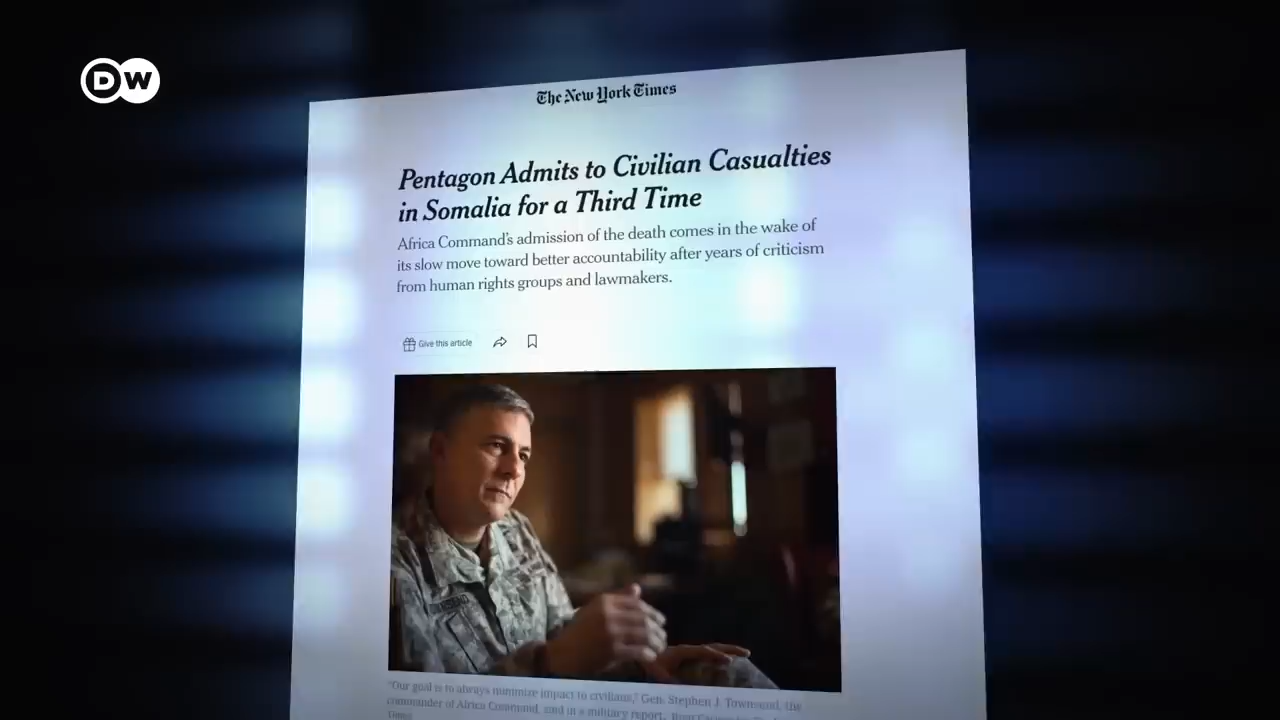 DW
The New York Times
Pentagon Admits to Civilian Casualties
in Somalia for a Third Time
Africa Command's admission of the death comes in the wake of
its slow move toward better accountability after years of criticism
from human rights groups and lawmakers.
Give this article
"Our goal is to always minimize impact to civilians," Gen. Stephen J. Townsend, the
commander of Africa Command, said in a military report.
Times